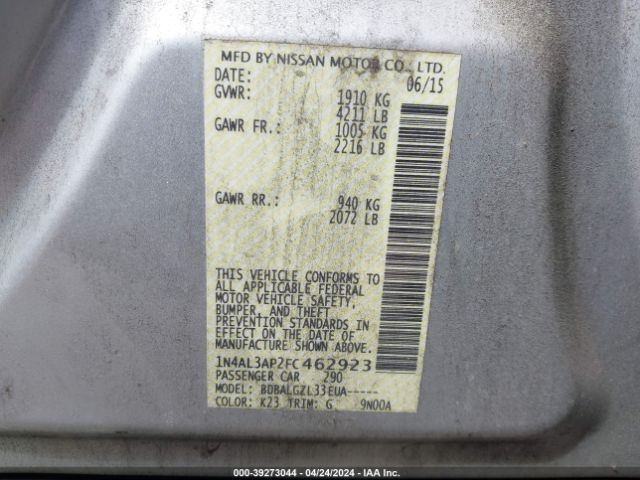 MFD BY NISSAN MOTOR CO., LTD.
DATE: 06/15
GVWR: 1910 KG
4211 LB
GAWR FR.: 1005 KG
2216 LB
GAWR RR.: 940 KG
2072 LB
THIS VEHICLE CONFORMS TO
ALL APPLICABLE FEDERAL
MOTOR VEHICLE SAFETY,
BUMPER, AND THEFT
PREVENTION STANDARDS IN
EFFECT ON THE DATE OF
MANUFACTURE SHOWN ABOVE.
1N4AL3AP2FC462923
PASSENGER CAR 290
MODEL: BDBALGZL33EUA-----
COLOR: K23 TRIM: G 9N00A
000-39273044 / 04/24/2024 - IAA Inc.